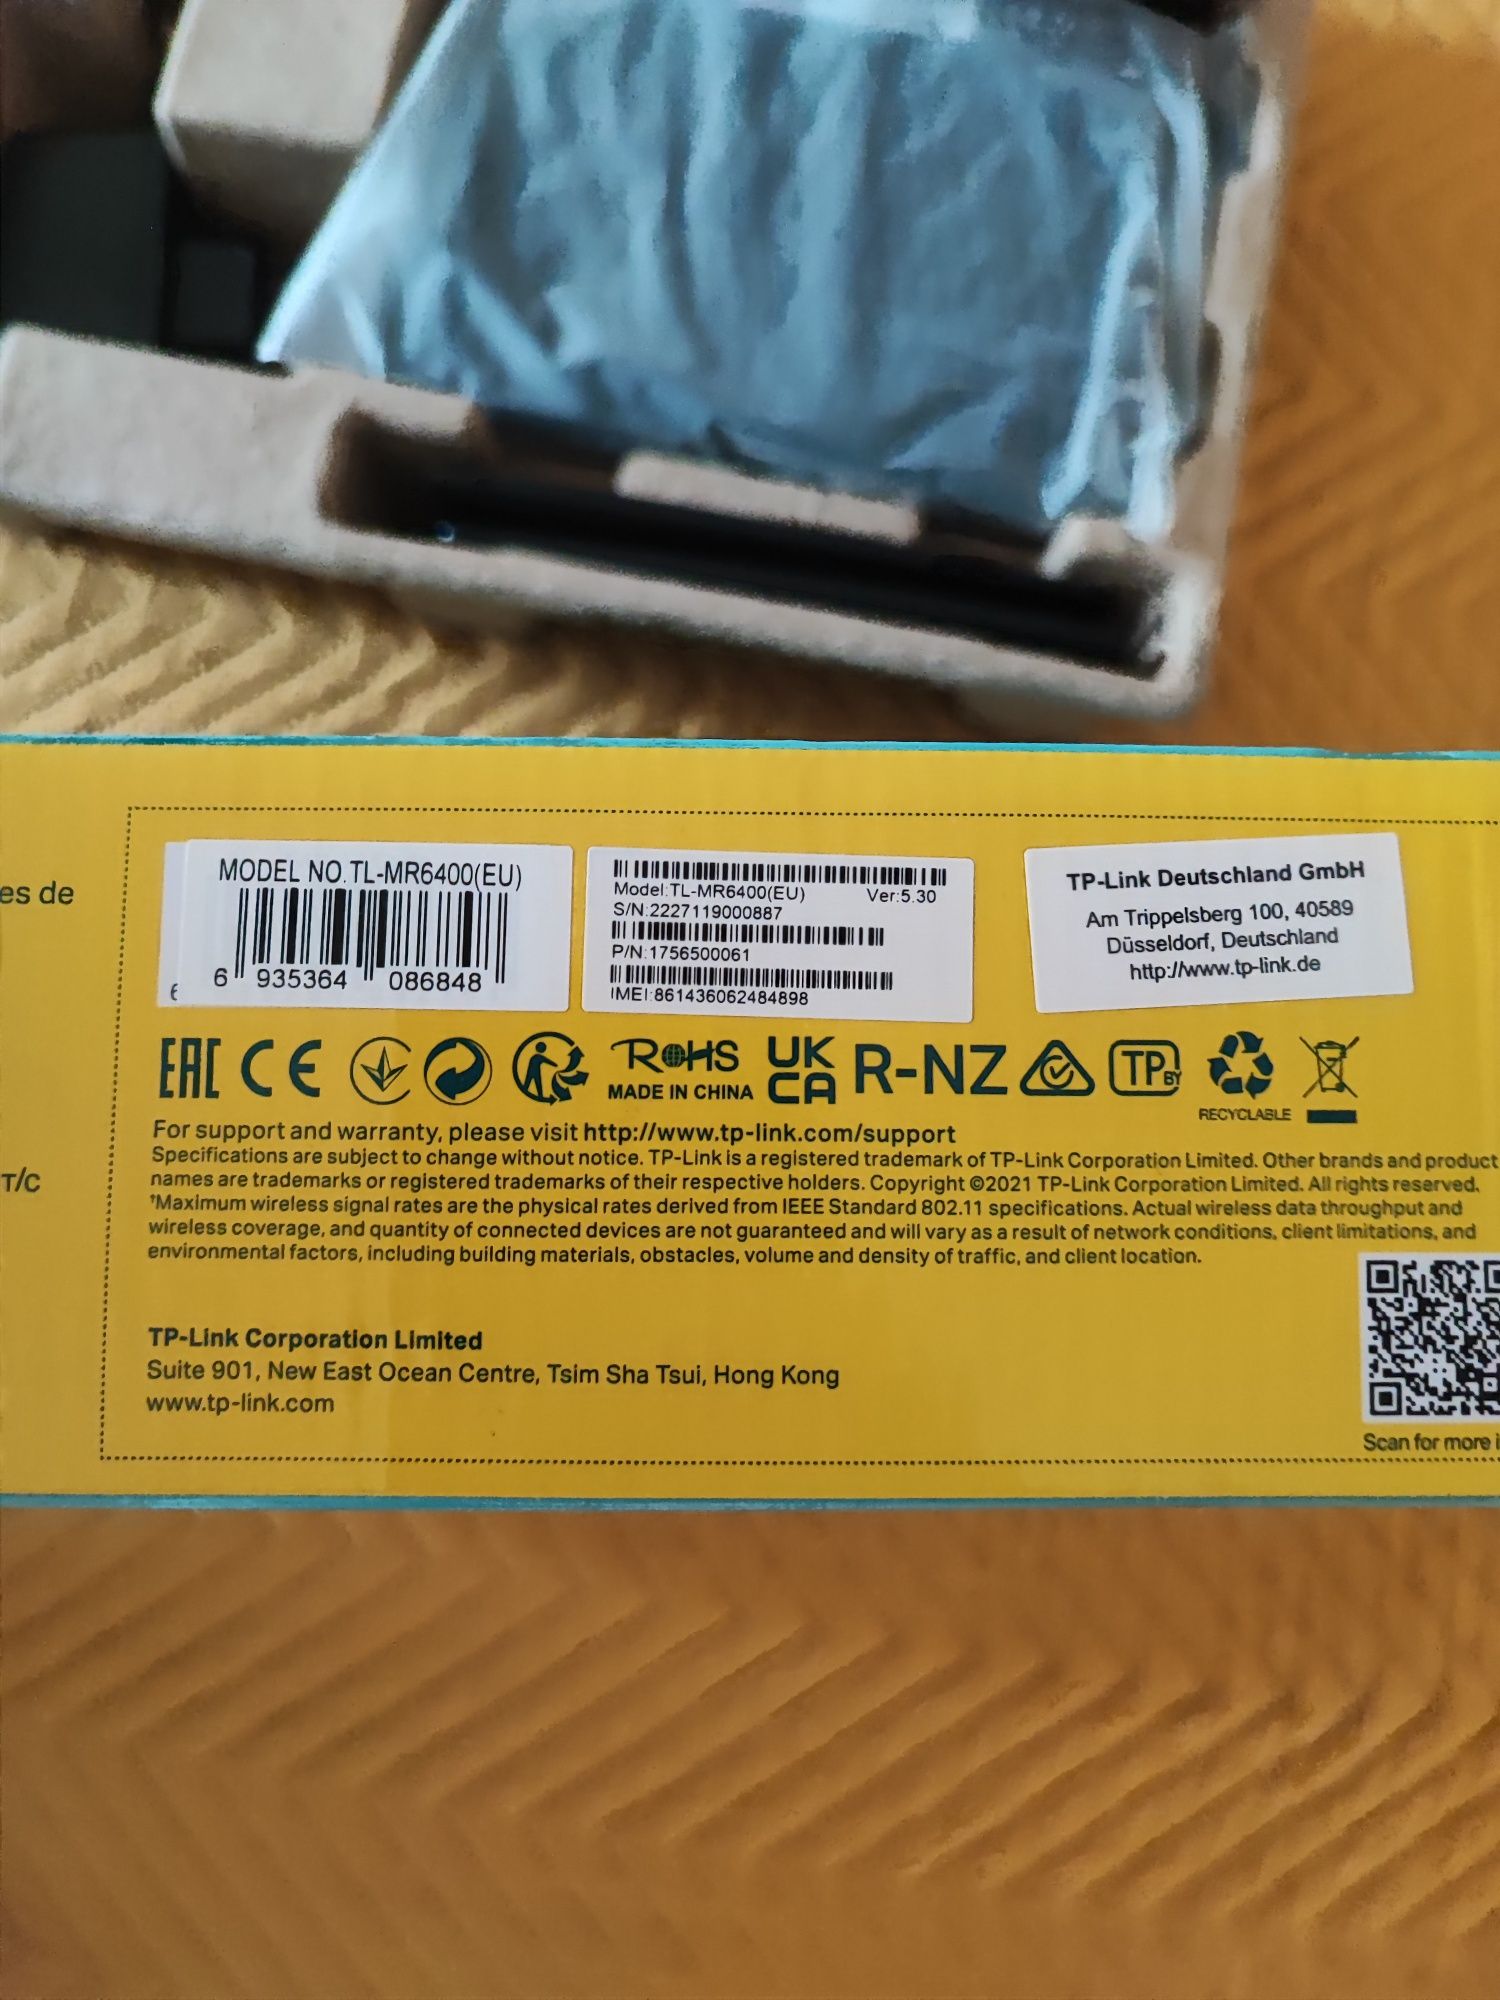 es de
T/C
MODEL NO.TL-MR6400(EU)
6 935364 086848
6
Model:TL-MR6400(EU) Ver:5.30
S/N:2227119000887
P/N:1756500061
IMEI:861436062484898
TP-Link Deutschland GmbH
Am Trippelsberg 100, 40589
Düsseldorf, Deutschland
http://www.tp-link.de
EAC CE RoHS UK CA R-NZ TP BY
MADE IN CHINA
RECYCLABLE
For support and warranty, please visit http://www.tp-link.com/support
Specifications are subject to change without notice. TP-Link is a registered trademark of TP-Link Corporation Limited. Other brands and product
names are trademarks or registered trademarks of their respective holders. Copyright ©2021 TP-Link Corporation Limited. All rights reserved.
†Maximum wireless signal rates are the physical rates derived from IEEE Standard 802.11 specifications. Actual wireless data throughput and
wireless coverage, and quantity of connected devices are not guaranteed and will vary as a result of network conditions, client limitations, and
environmental factors, including building materials, obstacles, volume and density of traffic, and client location.
TP-Link Corporation Limited
Suite 901, New East Ocean Centre, Tsim Sha Tsui, Hong Kong
www.tp-link.com
Scan for more i